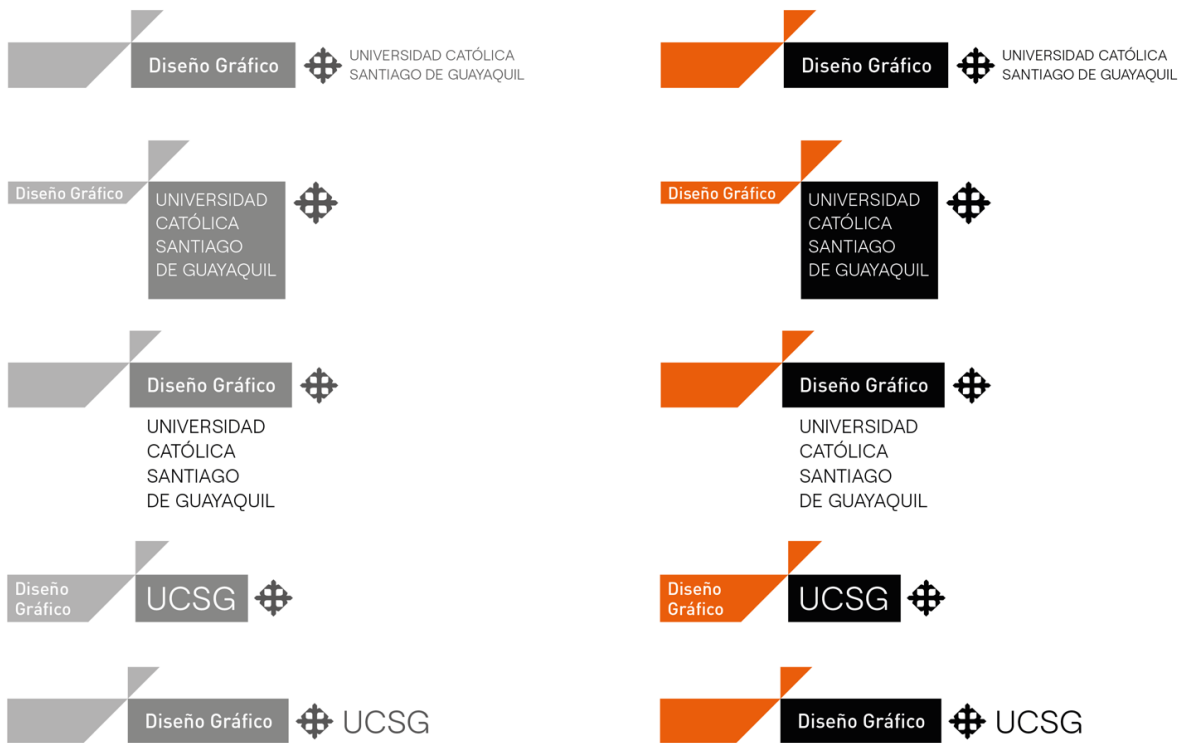 Diseño Gráfico
UNIVERSIDAD CATÓLICA
SANTIAGO DE GUAYAQUIL
Diseño Gráfico
UNIVERSIDAD CATÓLICA
SANTIAGO DE GUAYAQUIL
Diseño Gráfico
UNIVERSIDAD
CATÓLICA
SANTIAGO
DE GUAYAQUIL
Diseño Gráfico
UNIVERSIDAD
CATÓLICA
SANTIAGO
DE GUAYAQUIL
Diseño Gráfico
UNIVERSIDAD
CATÓLICA
SANTIAGO
DE GUAYAQUIL
Diseño Gráfico
UNIVERSIDAD
CATÓLICA
SANTIAGO
DE GUAYAQUIL
Diseño
Gráfico
UCSG
Diseño
Gráfico
UCSG
Diseño Gráfico
UCSG
Diseño Gráfico
UCSG